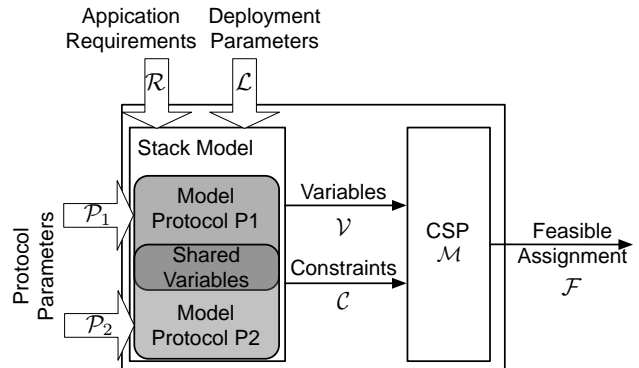 Appication
Requirements
Deployment
Parameters
ℛ
ℒ
Stack Model
Protocol
Parameters
𝒫₁
Model
Protocol P1
Shared
Variables
𝒫₂
Model
Protocol P2
Variables
𝒱
Constraints
𝒞
CSP
ℳ
Feasible
Assignment
ℱ